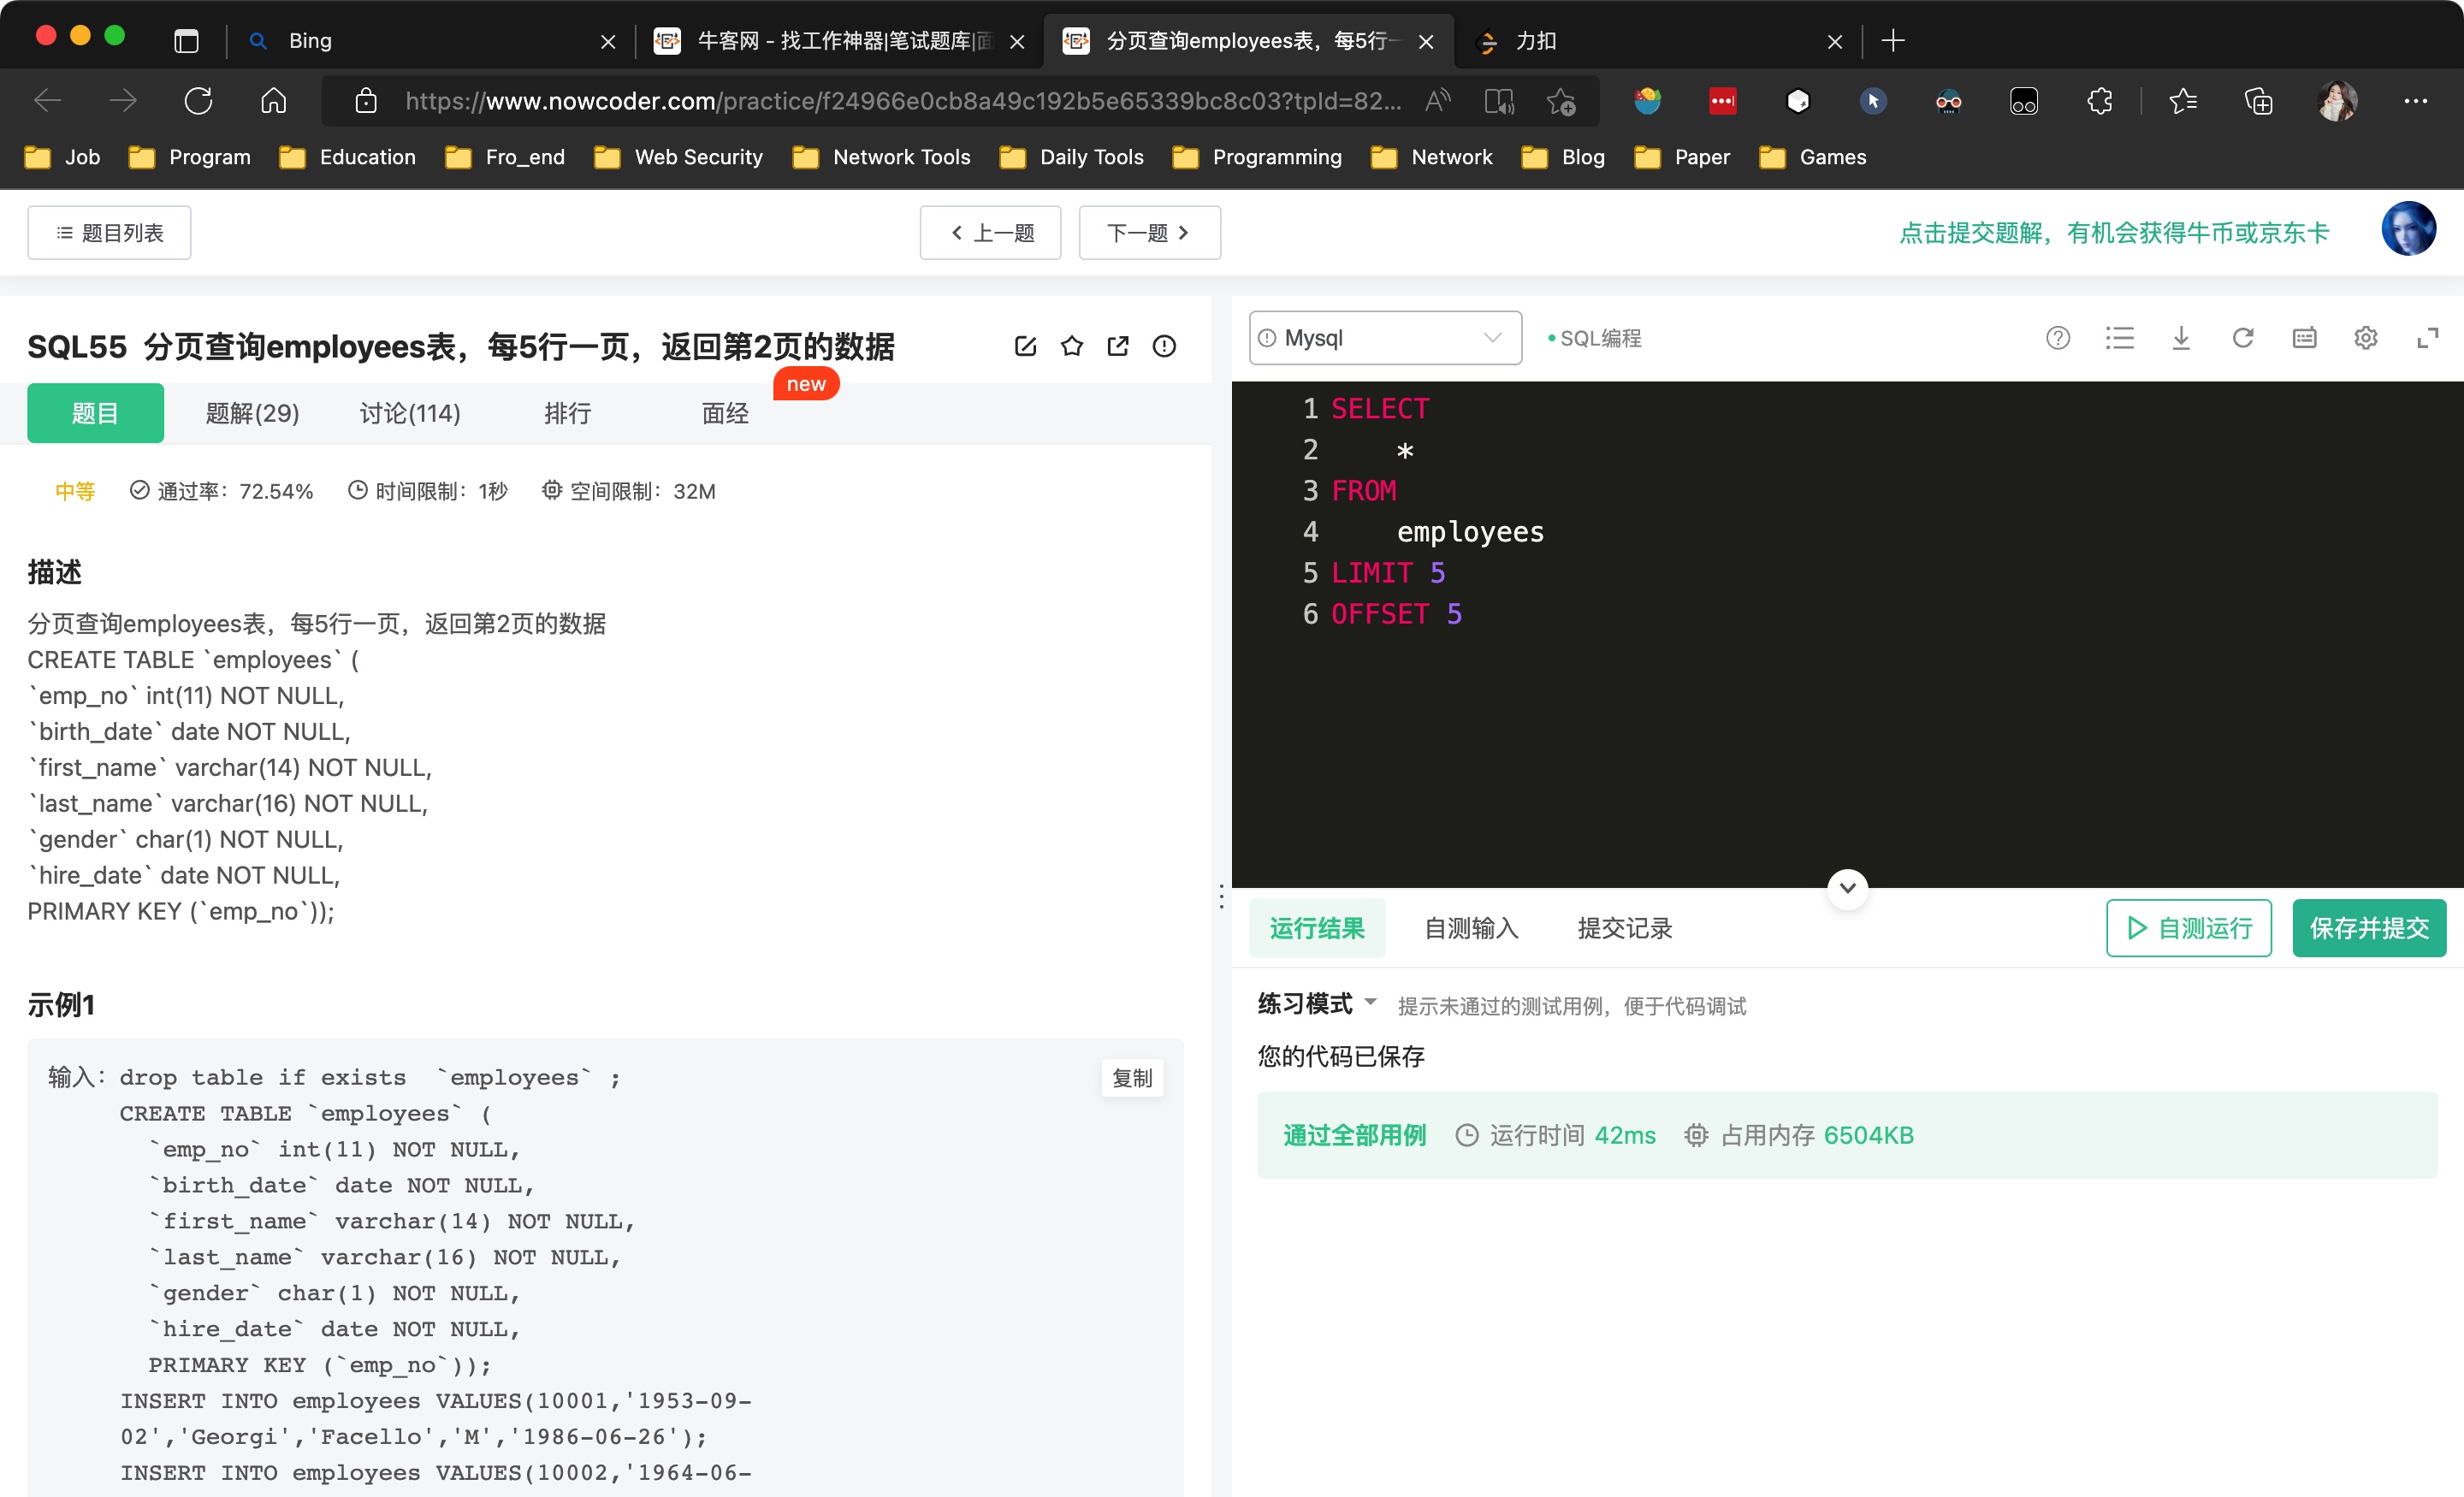 Bing
牛客网 - 找工作神器|笔试题库|面
分页查询employees表，每5行一
力扣
https://www.nowcoder.com/practice/f24966e0cb8a49c192b5e65339bc8c03?tpId=82...
Job
Program
Education
Fro_end
Web Security
Network Tools
Daily Tools
Programming
Network
Blog
Paper
Games
题目列表
上一题
下一题
点击提交题解，有机会获得牛币或京东卡
SQL55 分页查询employees表，每5行一页，返回第2页的数据
new
题目
题解(29)
讨论(114)
排行
面经
中等
通过率：72.54%
时间限制：1秒
空间限制：32M
描述
分页查询employees表，每5行一页，返回第2页的数据
CREATE TABLE `employees` (
`emp_no` int(11) NOT NULL,
`birth_date` date NOT NULL,
`first_name` varchar(14) NOT NULL,
`last_name` varchar(16) NOT NULL,
`gender` char(1) NOT NULL,
`hire_date` date NOT NULL,
PRIMARY KEY (`emp_no`));
示例1
输入：drop table if exists  `employees` ;
复制
CREATE TABLE `employees` (
`emp_no` int(11) NOT NULL,
`birth_date` date NOT NULL,
`first_name` varchar(14) NOT NULL,
`last_name` varchar(16) NOT NULL,
`gender` char(1) NOT NULL,
`hire_date` date NOT NULL,
PRIMARY KEY (`emp_no`));
INSERT INTO employees VALUES(10001,'1953-09-
02','Georgi','Facello','M','1986-06-26');
INSERT INTO employees VALUES(10002,'1964-06-
Mysql
•SQL编程
1 SELECT
2     *
3 FROM
4     employees
5 LIMIT 5
6 OFFSET 5
运行结果
自测输入
提交记录
自测运行
保存并提交
练习模式
提示未通过的测试用例，便于代码调试
您的代码已保存
通过全部用例
运行时间 42ms
占用内存 6504KB